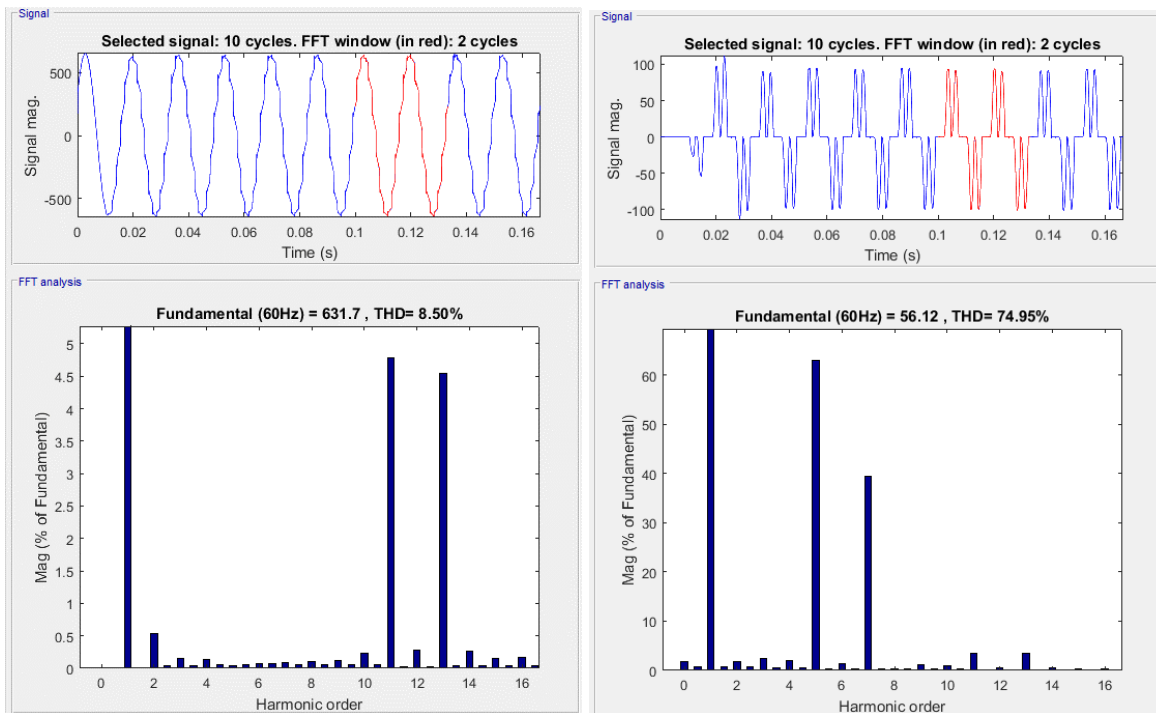 Signal
Selected signal: 10 cycles. FFT window (in red): 2 cycles
Signal mag.
500
0
-500
0 0.02 0.04 0.06 0.08 0.1 0.12 0.14 0.16
Time (s)
FFT analysis
Fundamental (60Hz) = 631.7 , THD= 8.50%
Mag (% of Fundamental)
5
4.5
4
3.5
3
2.5
2
1.5
1
0.5
0
0 2 4 6 8 10 12 14 16
Harmonic order
Signal
Selected signal: 10 cycles. FFT window (in red): 2 cycles
Signal mag.
100
50
0
-50
-100
0 0.02 0.04 0.06 0.08 0.1 0.12 0.14 0.16
Time (s)
FFT analysis
Fundamental (60Hz) = 56.12 , THD= 74.95%
Mag (% of Fundamental)
60
50
40
30
20
10
0
0 2 4 6 8 10 12 14 16
Harmonic order